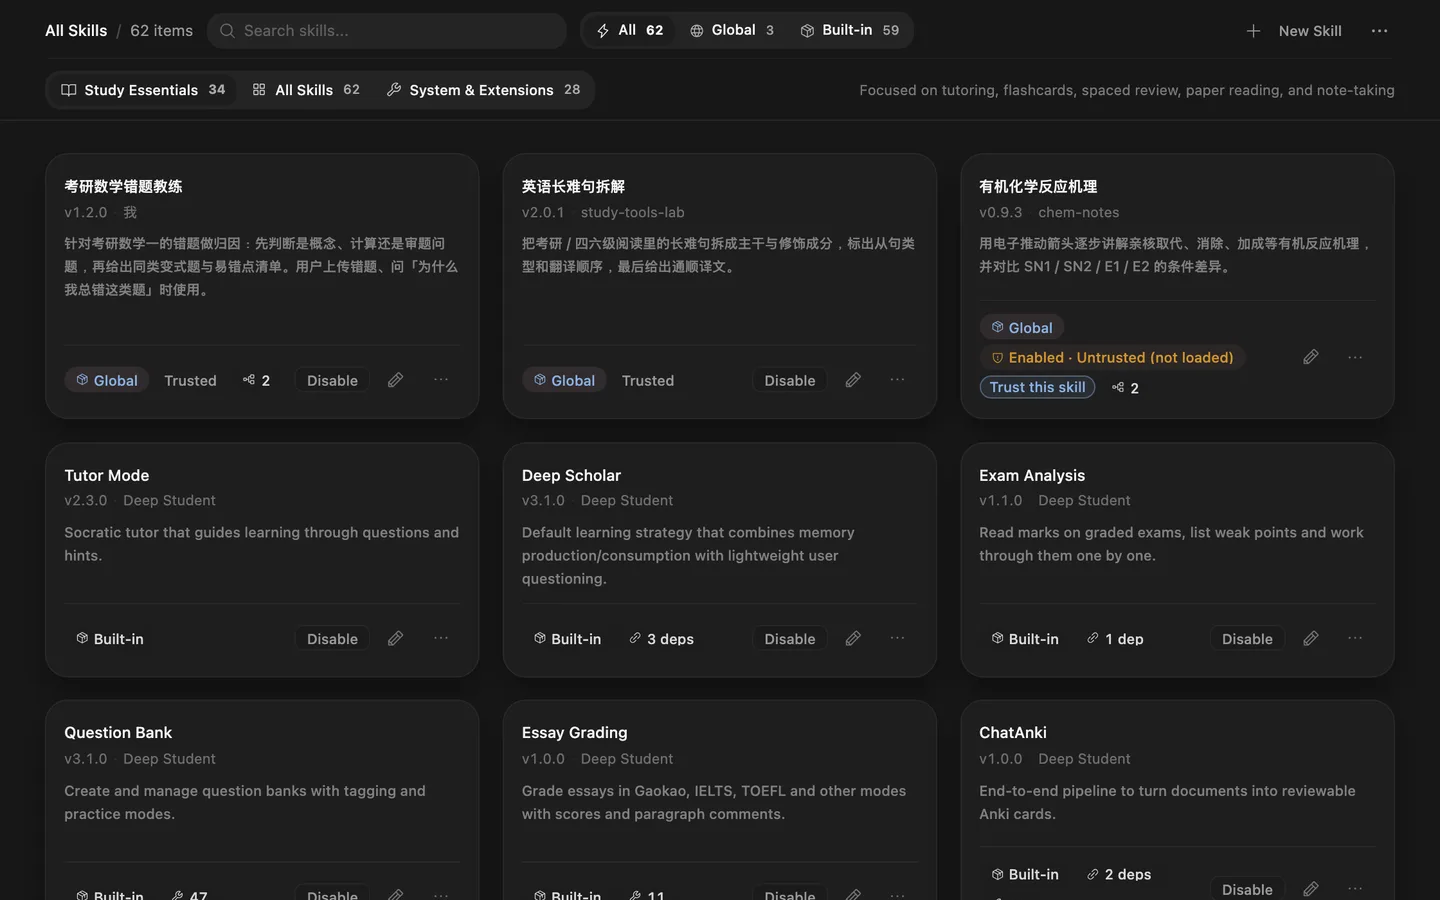 All Skills / 62 items
Search skills...
All 62
Global 3
Built-in 59
New Skill
Study Essentials 34
All Skills 62
System & Extensions 28
Focused on tutoring, flashcards, spaced review, paper reading, and note-taking
考研数学错题教练
v1.2.0 · 我
针对考研数学一的错题做归因：先判断是概念、计算还是审题问
题，再给出同类变式题与易错点清单。用户上传错题、问「为什么
我总错这类题」时使用。
Global Trusted 2 Disable
英语长难句拆解
v2.0.1 · study-tools-lab
把考研 / 四六级阅读里的长难句拆成主干与修饰成分，标出从句类
型和翻译顺序，最后给出通顺译文。
Global Trusted Disable
有机化学反应机理
v0.9.3 · chem-notes
用电子推动箭头逐步讲解亲核取代、消除、加成等有机反应机理，
并对比 SN1 / SN2 / E1 / E2 的条件差异。
Global
Enabled · Untrusted (not loaded)
Trust this skill 2
Tutor Mode
v2.3.0 · Deep Student
Socratic tutor that guides learning through questions and
hints.
Built-in Disable
Deep Scholar
v3.1.0 · Deep Student
Default learning strategy that combines memory
production/consumption with lightweight user
questioning.
Built-in 3 deps Disable
Exam Analysis
v1.1.0 · Deep Student
Read marks on graded exams, list weak points and work
through them one by one.
Built-in 1 dep Disable
Question Bank
v3.1.0 · Deep Student
Create and manage question banks with tagging and
practice modes.
Built-in 47 Disable
Essay Grading
v1.0.0 · Deep Student
Grade essays in Gaokao, IELTS, TOEFL and other modes
with scores and paragraph comments.
Built-in 11 Disable
ChatAnki
v1.0.0 · Deep Student
End-to-end pipeline to turn documents into reviewable
Anki cards.
Built-in 2 deps
Disable